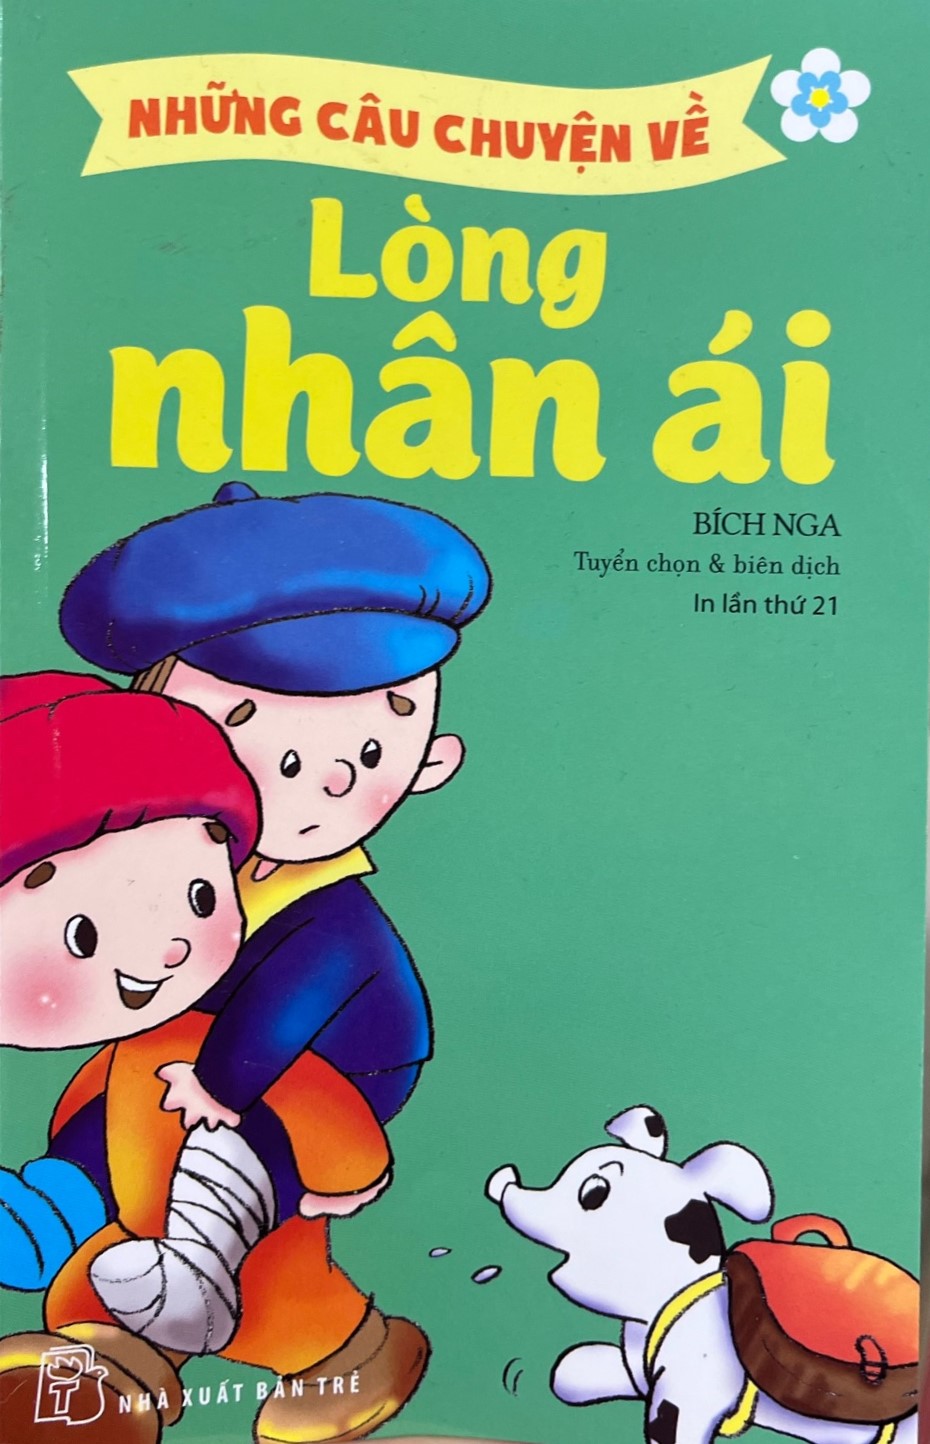 NHỮNG CÂU CHUYỆN VỀ
Lòng
nhân ái
BÍCH NGA
Tuyển chọn & biên dịch
In lần thứ 21
NHÀ XUẤT BẢN TRẺ